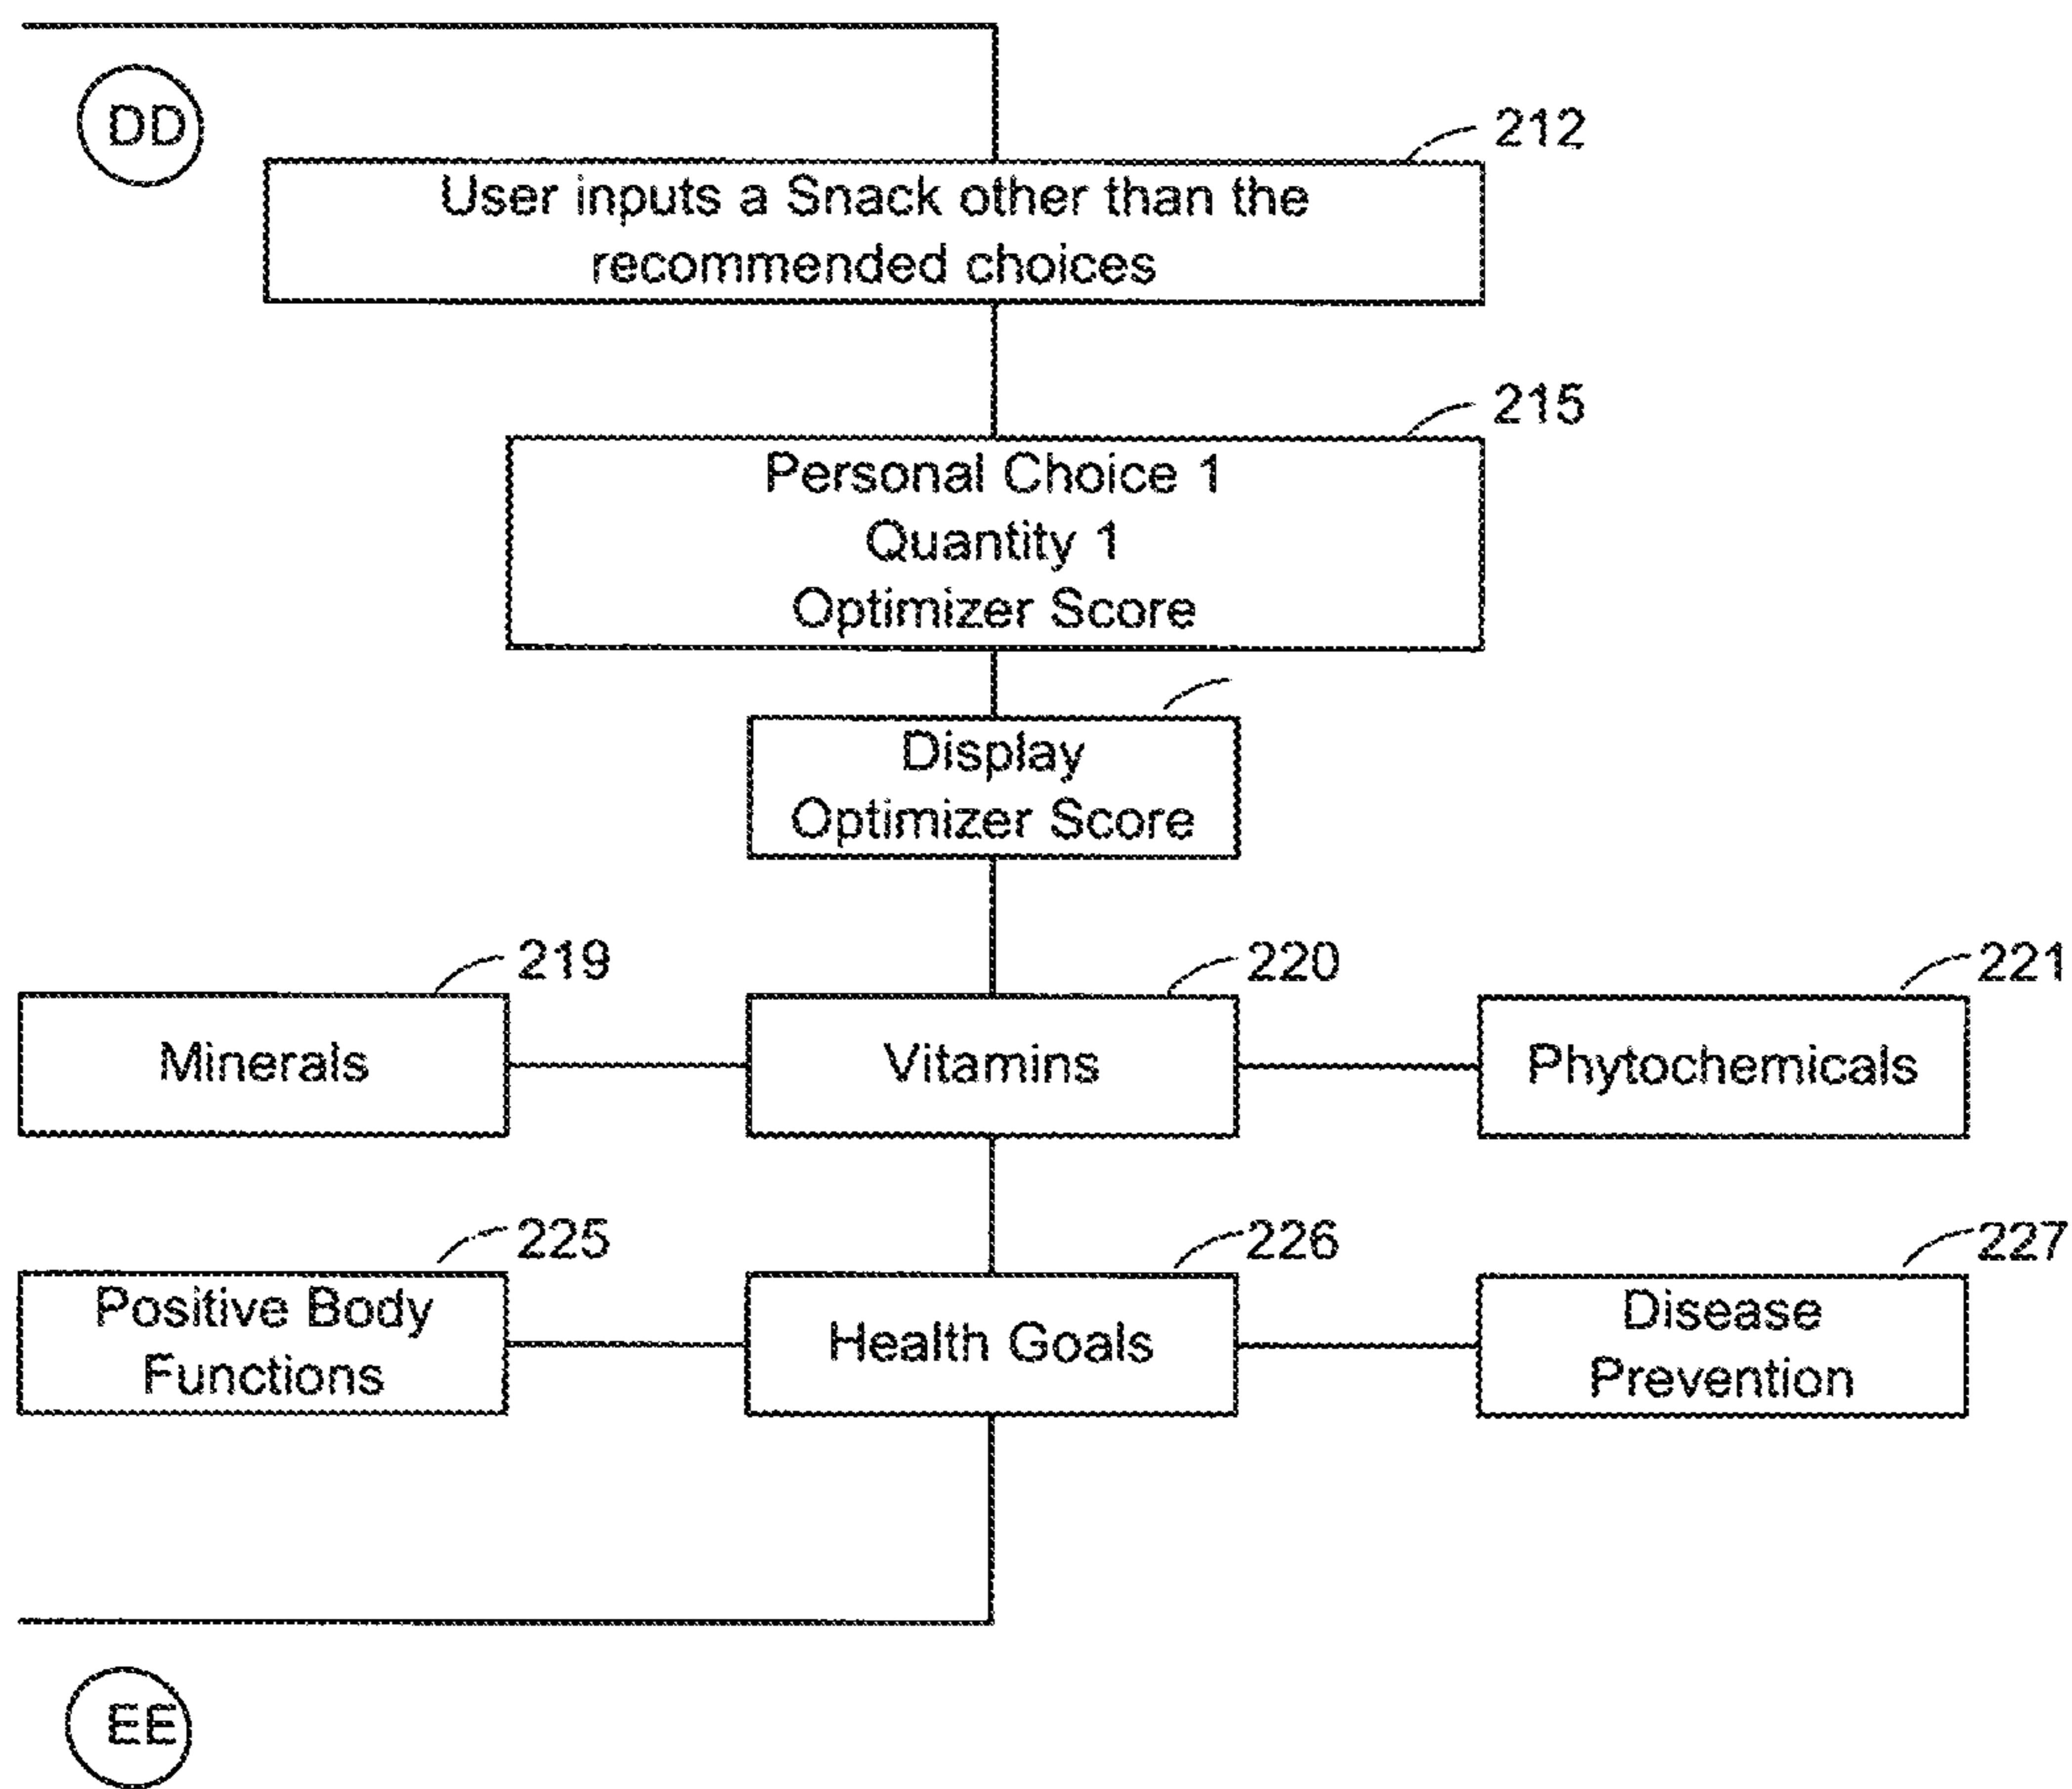 DD
212
User inputs a Snack other than the
recommended choices
215
Personal Choice 1
Quantity 1
Optimizer Score
Display
Optimizer Score
219
220
221
Minerals
Vitamins
Phytochemicals
225
226
227
Positive Body
Functions
Health Goals
Disease
Prevention
EE